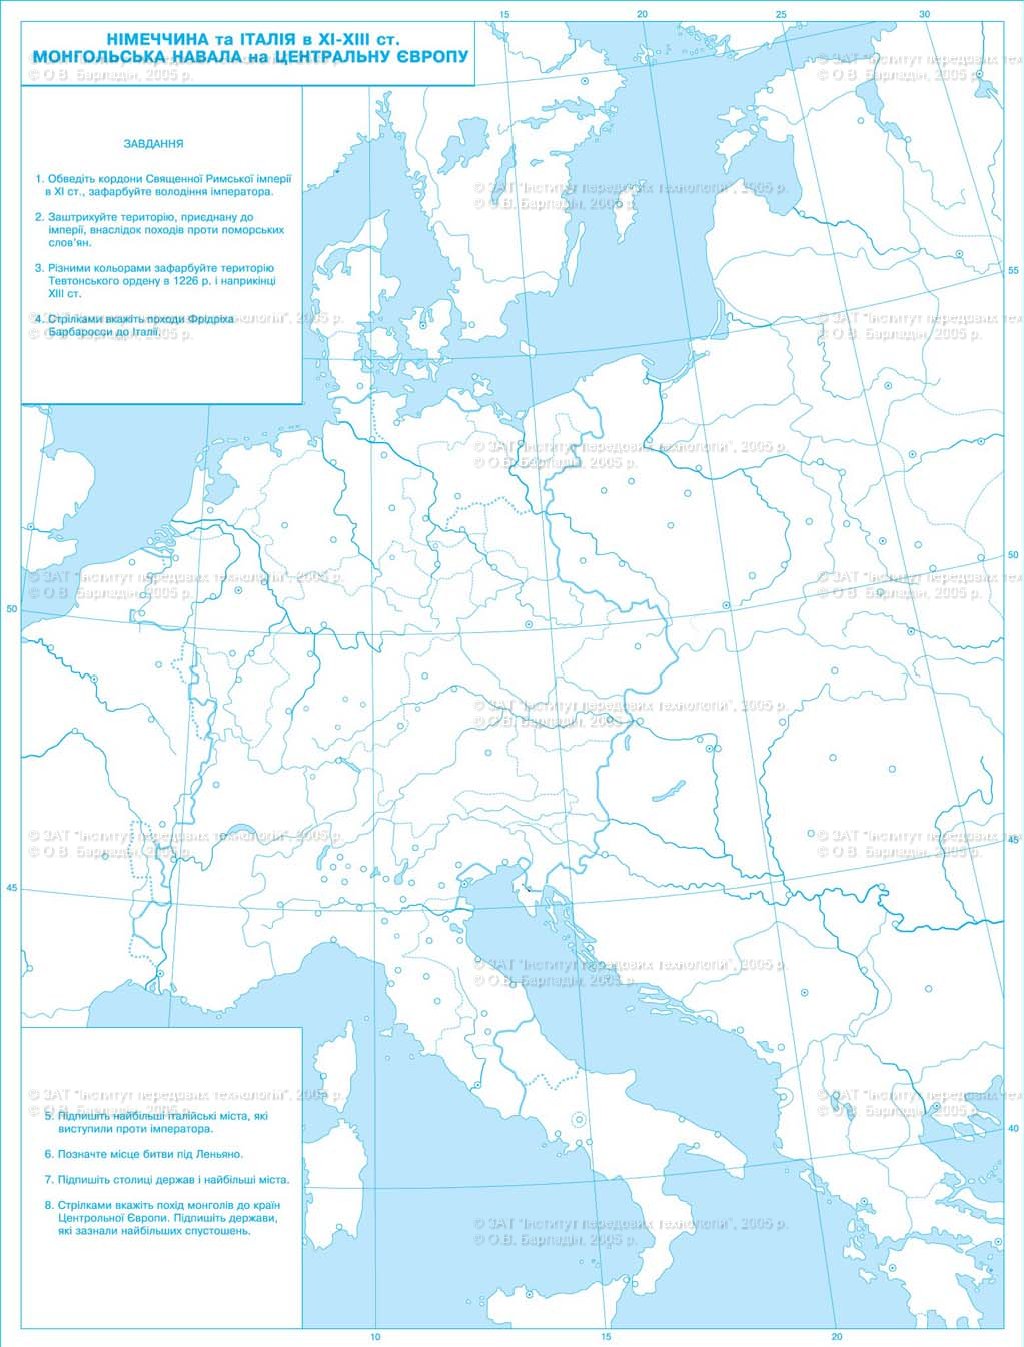 НІМЕЧЧИНА та ІТАЛІЯ в XI-XIII ст.
МОНГОЛЬСЬКА НАВАЛА на ЦЕНТРАЛЬНУ ЄВРОПУ
© ЗАТ "Інститут передових технологій", 2005 р.
© О.В. Барладін, 2005 р.
ЗАВДАННЯ
1. Обведіть кордони Священної Римської імперії
в XI ст., зафарбуйте володіння імператора.
2. Заштрихуйте територію, приєднану до
імперії, внаслідок походів проти поморських
слов'ян.
3. Різними кольорами зафарбуйте територію
Тевтонського ордену в 1226 р. і наприкінці
XIII ст.
4. Стрілками вкажіть походи Фрідріха
Барбаросси до Італії.
5. Підпишіть найбільші італійські міста, які
виступили проти імператора.
6. Позначте місце битви під Леньяно.
7. Підпишіть столиці держав і найбільші міста.
8. Стрілками вкажіть похід монголів до країн
Центрольної Європи. Підпишіть держави,
які зазнали найбільших спустошень.
15
20
25
30
55
50
45
40
50
45
10
15
20